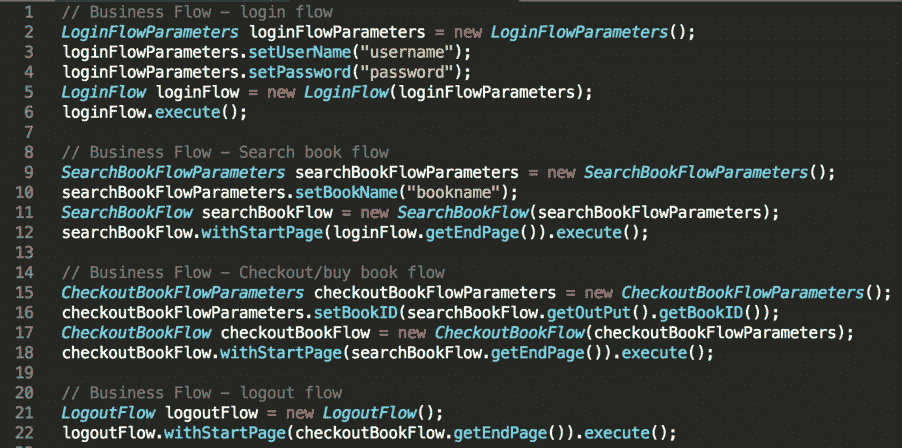 1 // Business Flow – login flow
2 LoginFlowParameters loginFlowParameters = new LoginFlowParameters();
3 loginFlowParameters.setUserName("username");
4 loginFlowParameters.setPassword("password");
5 LoginFlow loginFlow = new LoginFlow(loginFlowParameters);
6 loginFlow.execute();
7
8 // Business Flow – Search book flow
9 SearchBookFlowParameters searchBookFlowParameters = new SearchBookFlowParameters();
10 searchBookFlowParameters.setBookName("bookname");
11 SearchBookFlow searchBookFlow = new SearchBookFlow(searchBookFlowParameters);
12 searchBookFlow.withStartPage(loginFlow.getEndPage()).execute();
13
14 // Business Flow – Checkout/buy book flow
15 CheckoutBookFlowParameters checkoutBookFlowParameters = new CheckoutBookFlowParameters();
16 checkoutBookFlowParameters.setBookID(searchBookFlow.getOutPut().getBookID());
17 CheckoutBookFlow checkoutBookFlow = new CheckoutBookFlow(checkoutBookFlowParameters);
18 checkoutBookFlow.withStartPage(searchBookFlow.getEndPage()).execute();
19
20 // Business Flow – logout flow
21 LogoutFlow logoutFlow = new LogoutFlow();
22 logoutFlow.withStartPage(checkoutBookFlow.getEndPage()).execute();